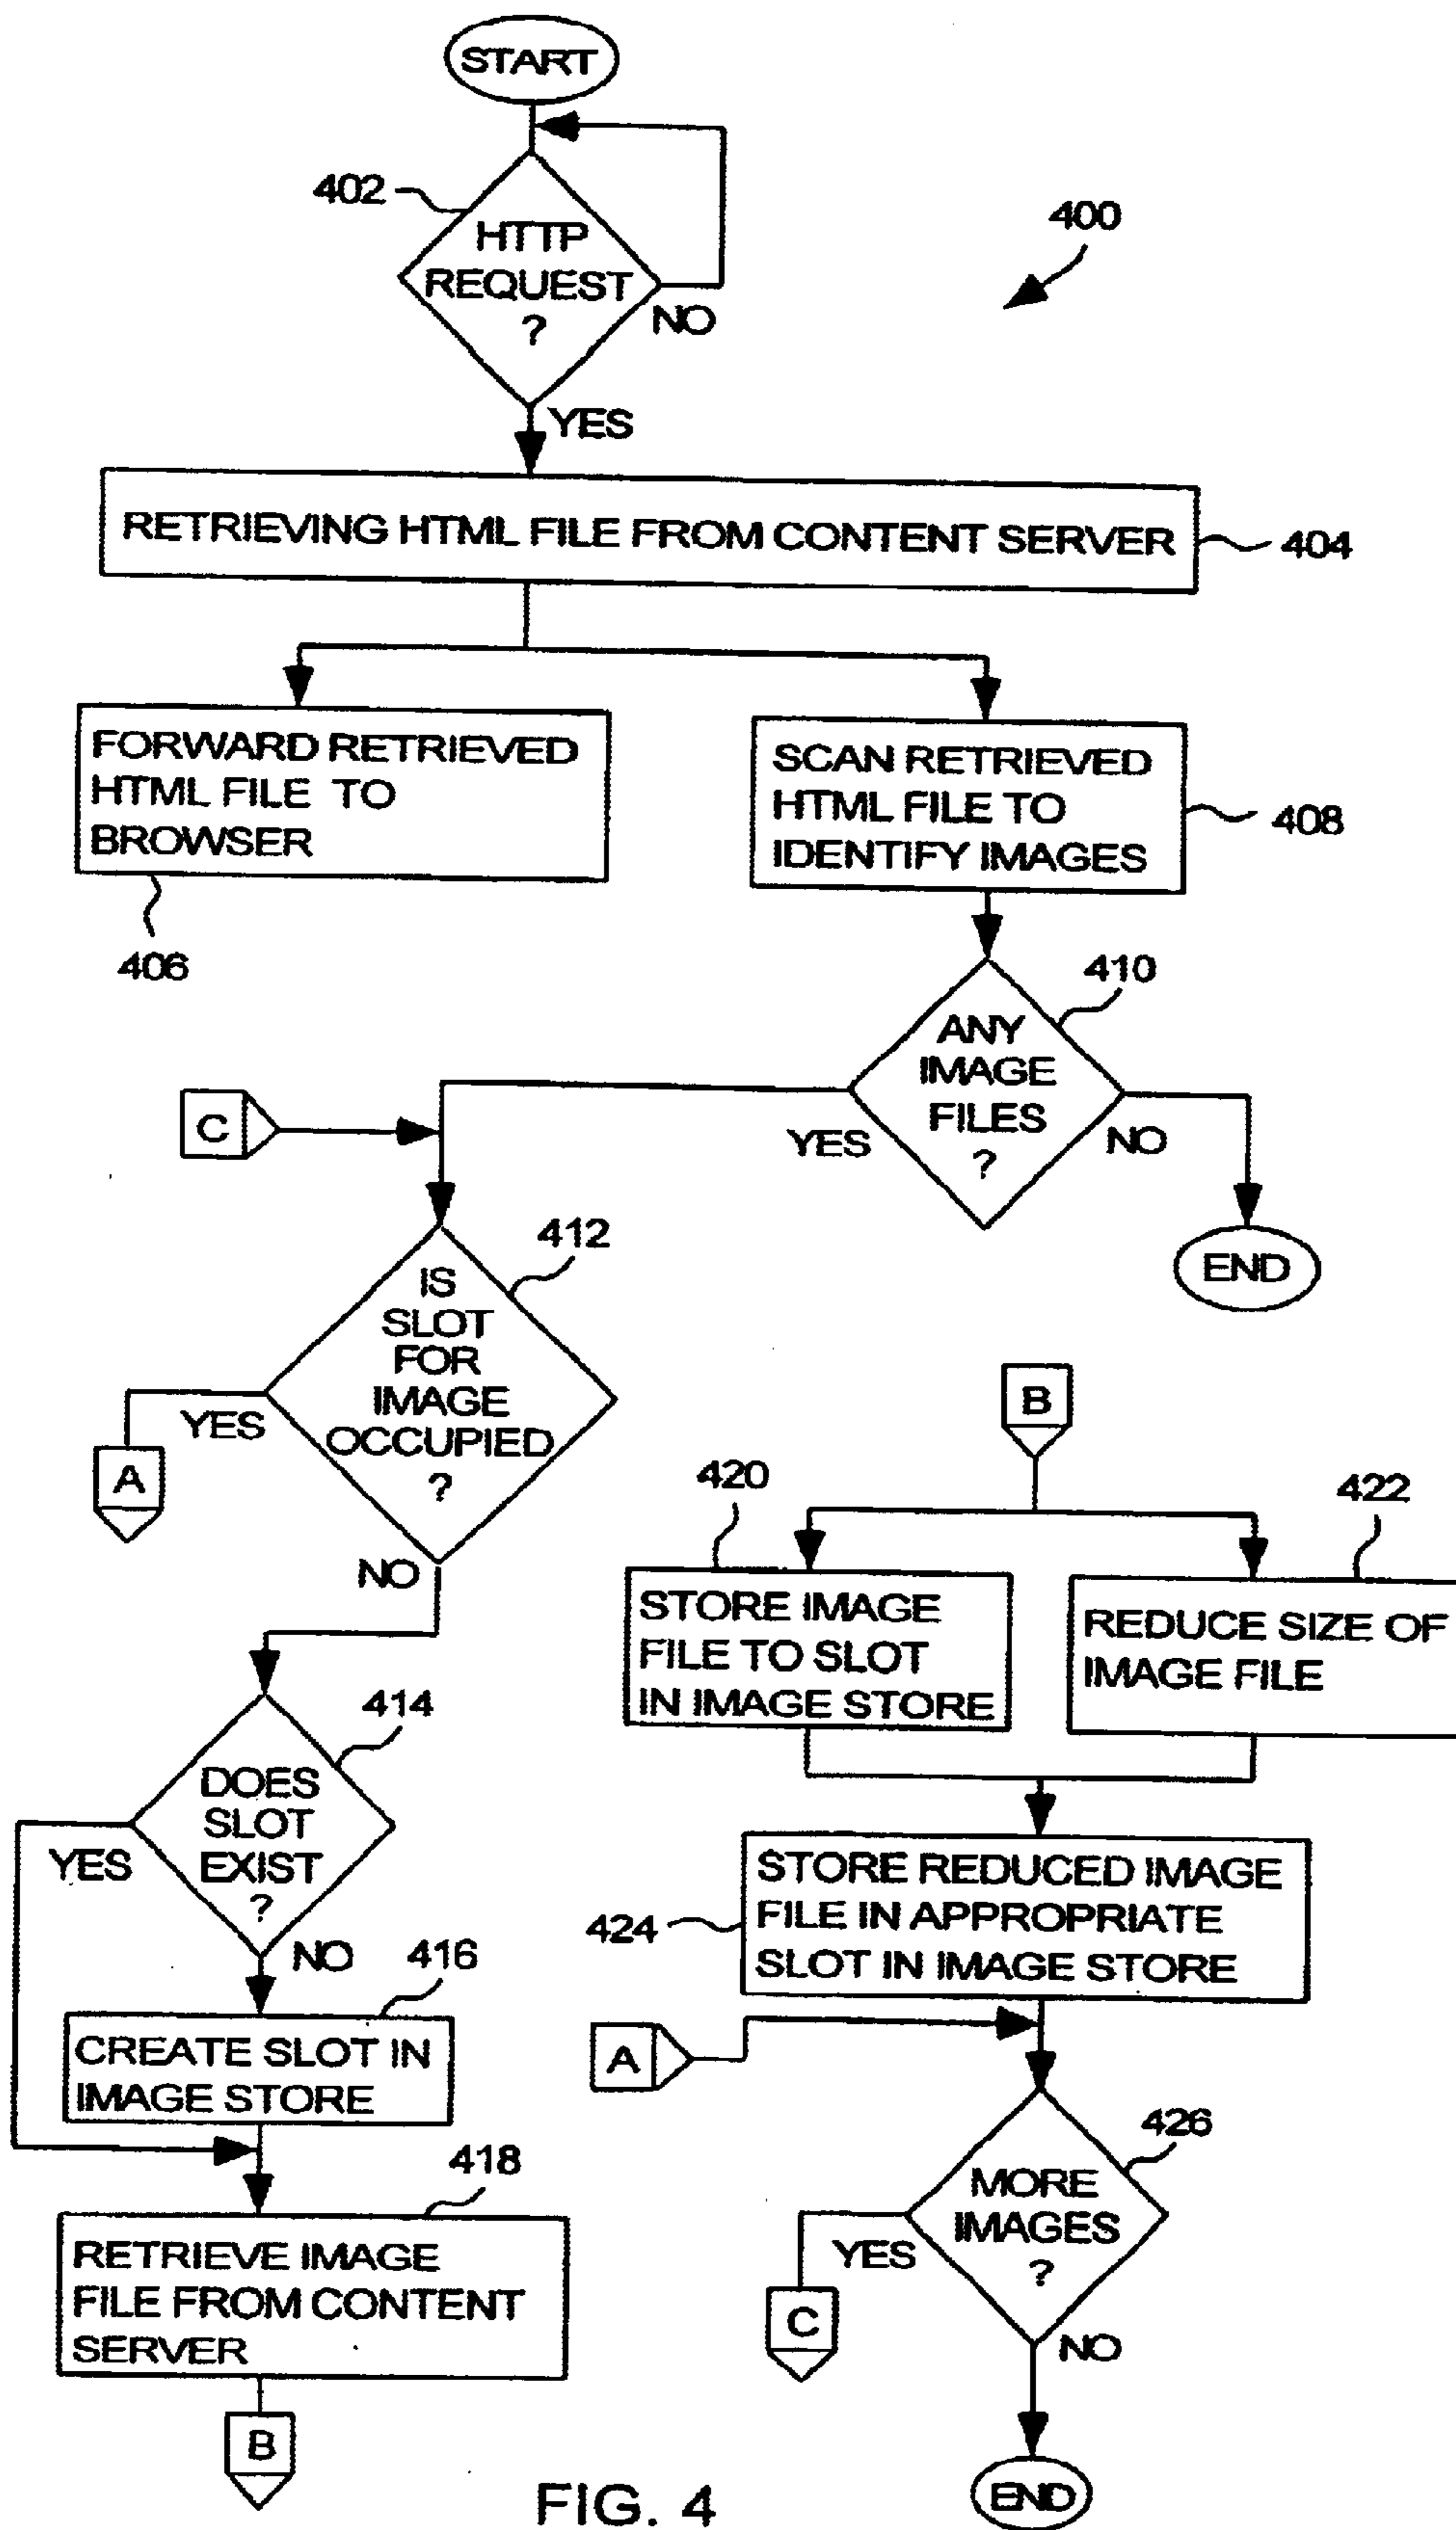 START
402
HTTP
REQUEST
?
NO
400
YES
RETRIEVING HTML FILE FROM CONTENT SERVER
404
FORWARD RETRIEVED
HTML FILE TO
BROWSER
406
SCAN RETRIEVED
HTML FILE TO
IDENTIFY IMAGES
408
410
ANY
IMAGE
FILES
?
YES
NO
END
C
412
IS
SLOT
FOR
IMAGE
OCCUPIED
?
YES
A
NO
414
DOES
SLOT
EXIST
?
YES
NO
416
CREATE SLOT IN
IMAGE STORE
418
RETRIEVE IMAGE
FILE FROM CONTENT
SERVER
B
B
420
STORE IMAGE
FILE TO SLOT
IN IMAGE STORE
422
REDUCE SIZE OF
IMAGE FILE
424
STORE REDUCED IMAGE
FILE IN APPROPRIATE
SLOT IN IMAGE STORE
A
426
MORE
IMAGES
?
YES
C
NO
END
FIG. 4